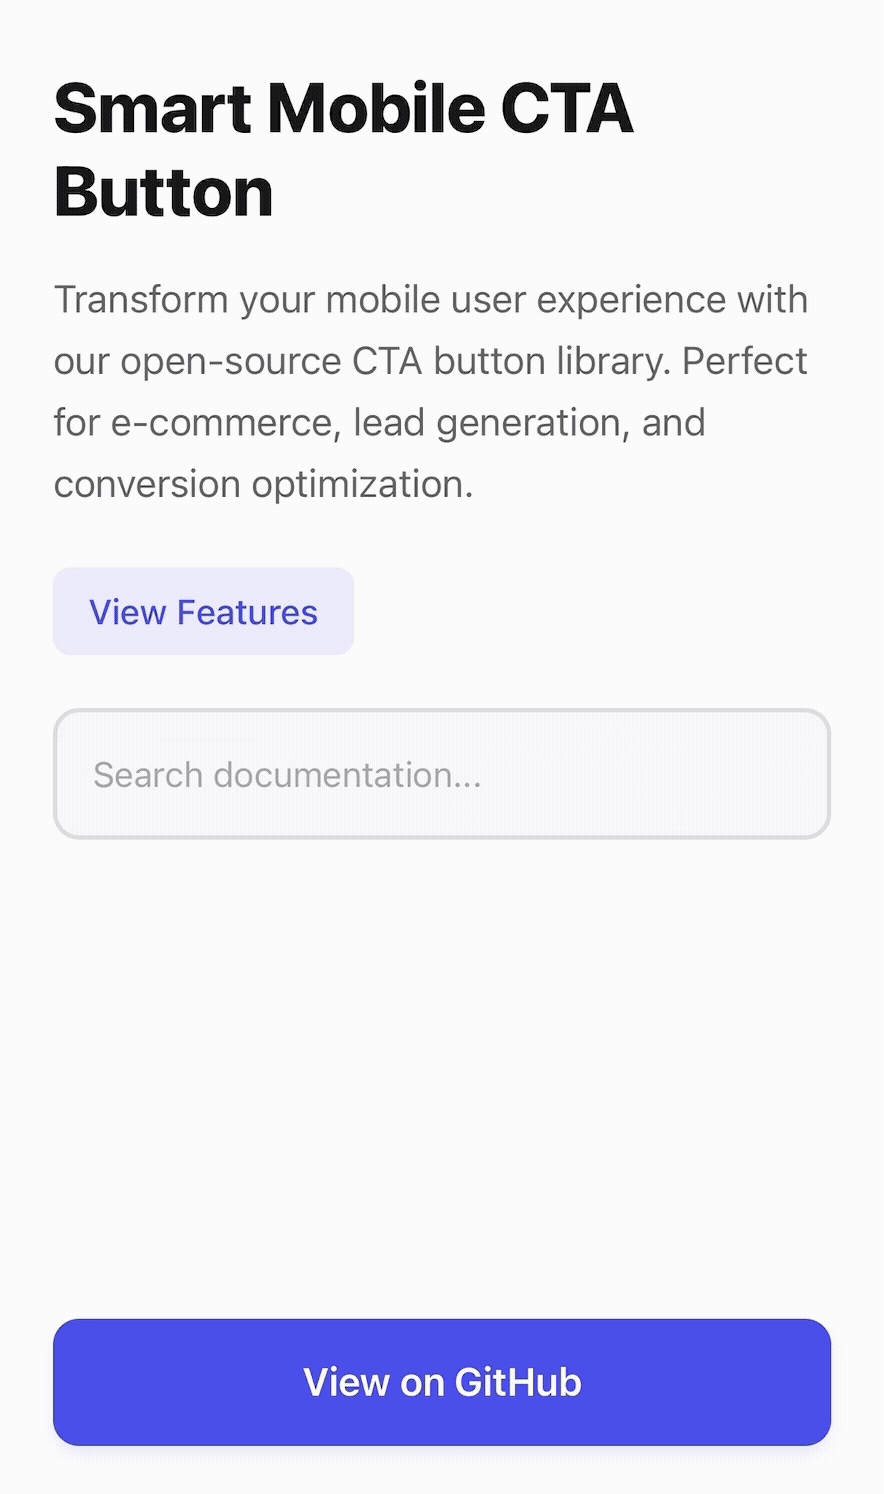 Smart Mobile CTA
Button
Transform your mobile user experience with
our open-source CTA button library. Perfect
for e-commerce, lead generation, and
conversion optimization.
View Features
Search documentation...
View on GitHub